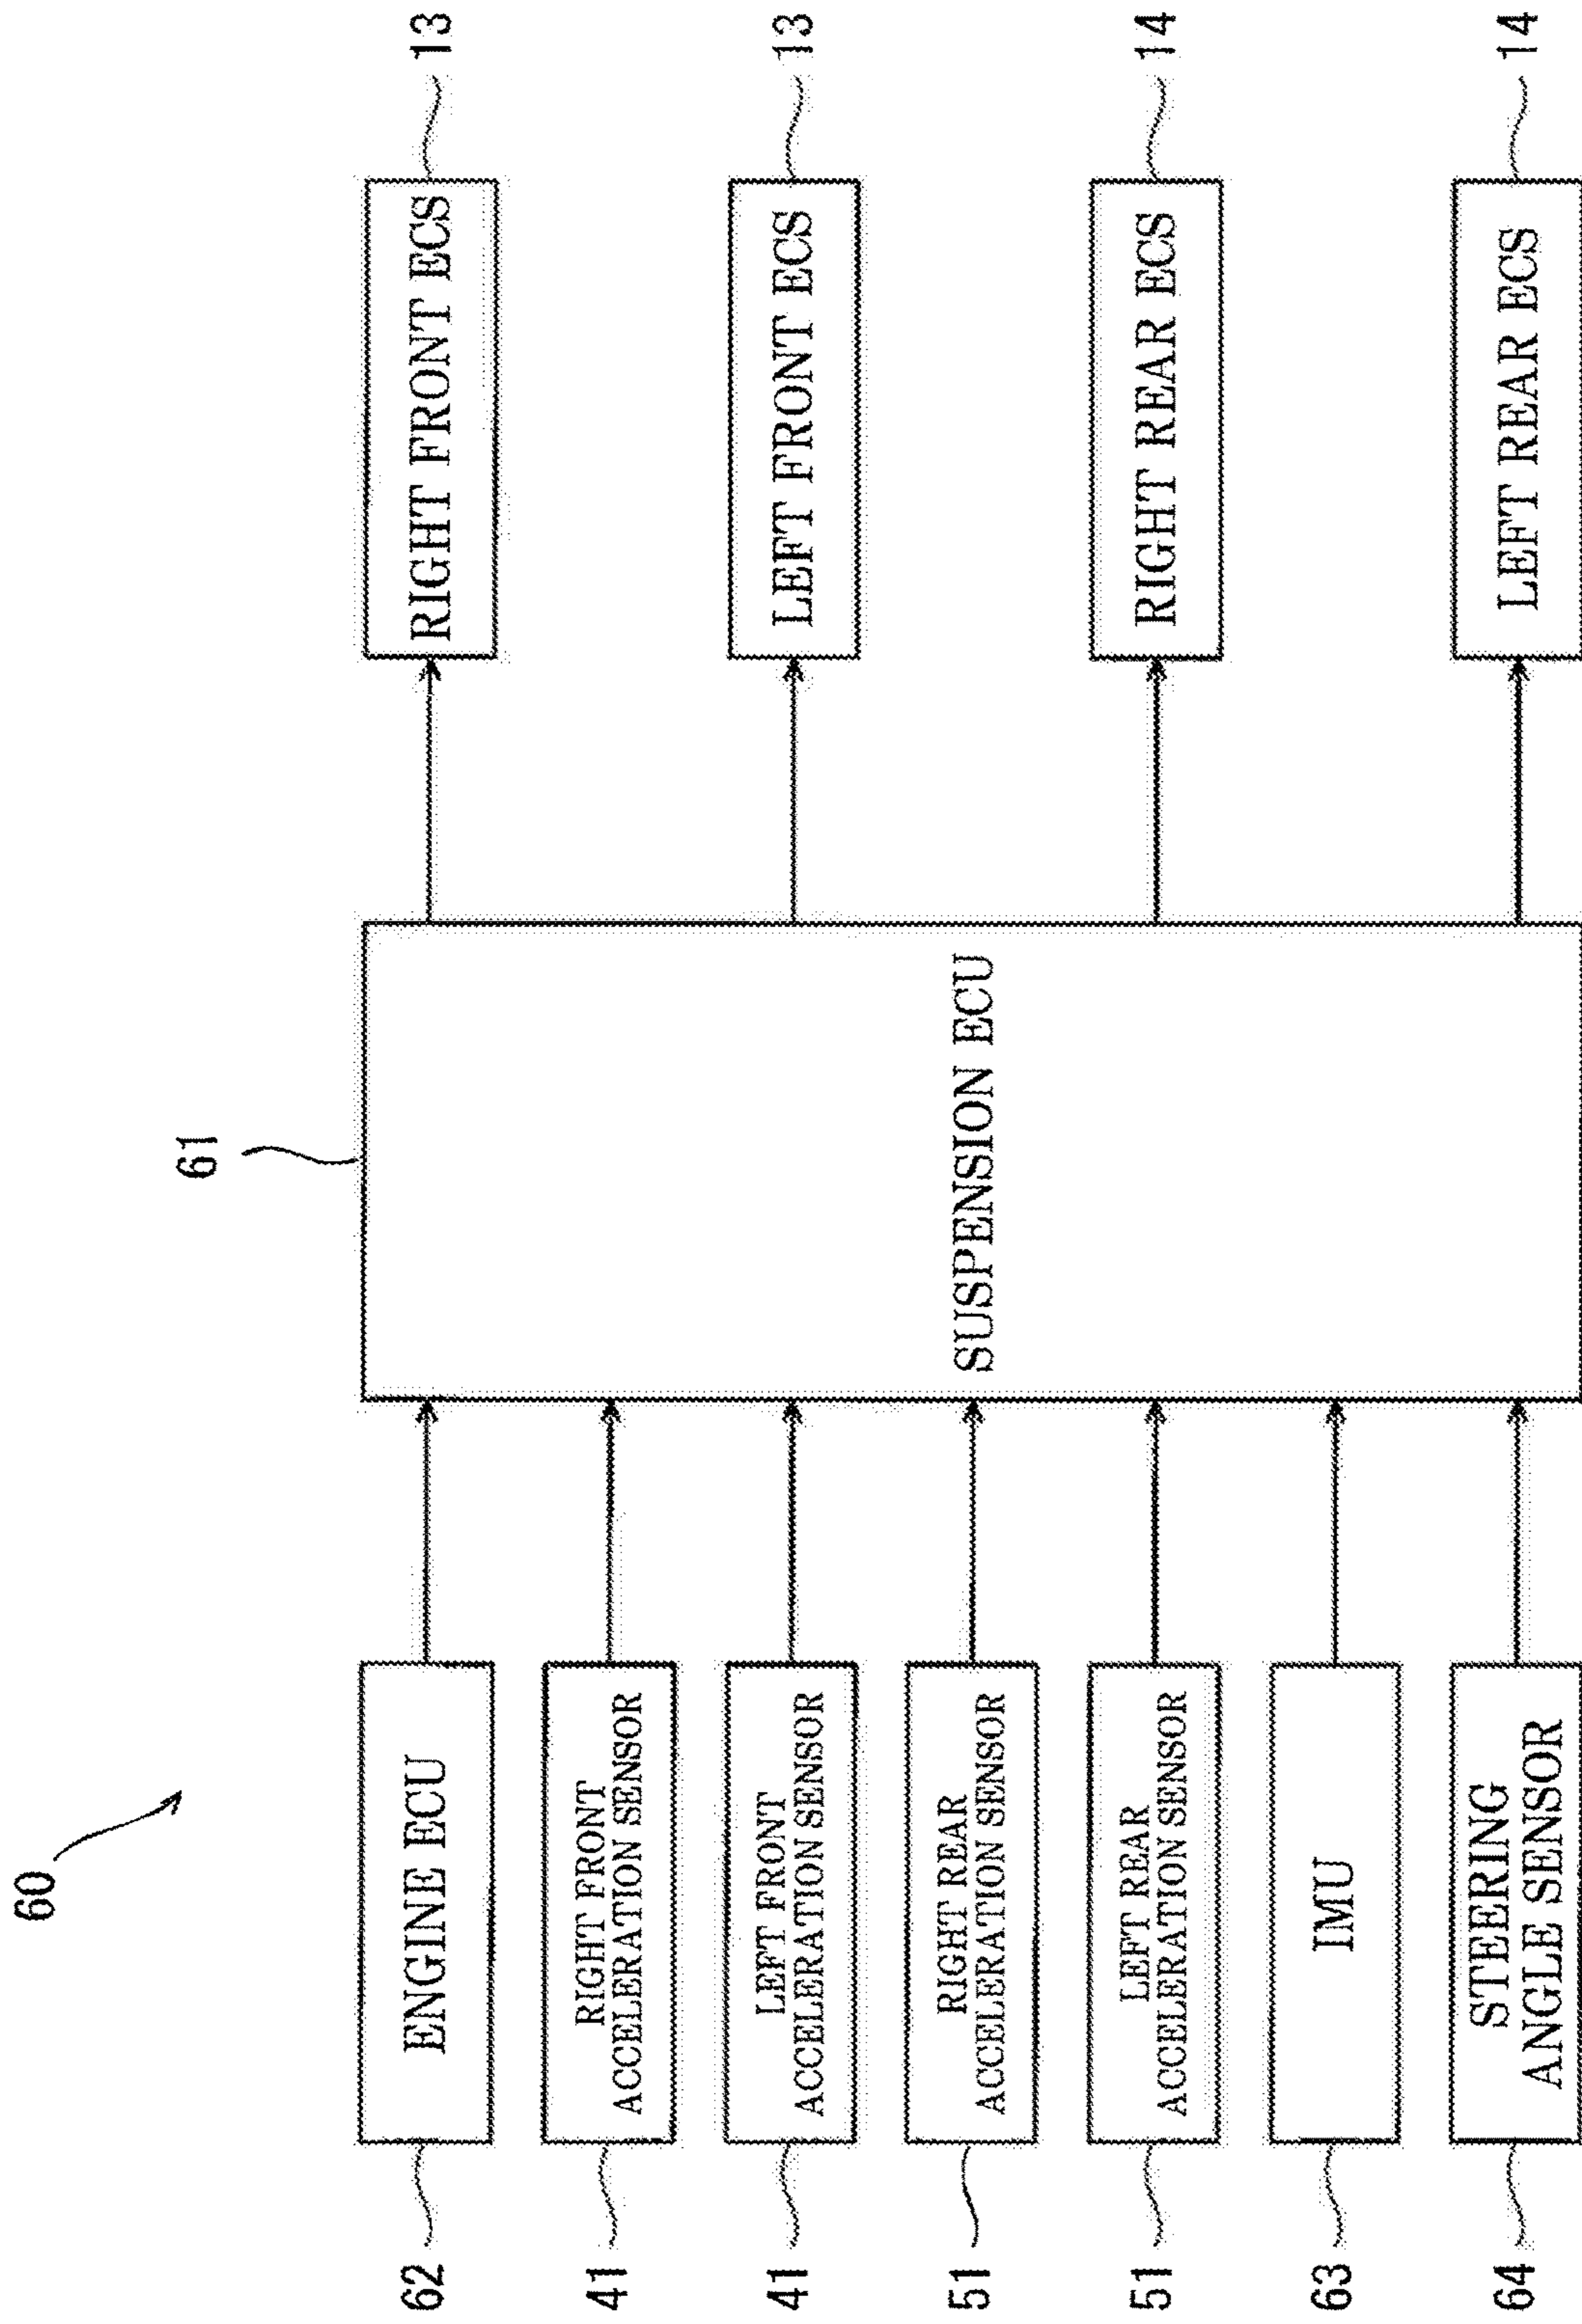 60
61
62
ENGINE ECU
41
RIGHT FRONT
ACCELERATION SENSOR
41
LEFT FRONT
ACCELERATION SENSOR
51
RIGHT REAR
ACCELERATION SENSOR
51
LEFT REAR
ACCELERATION SENSOR
63
IMU
64
STEERING
ANGLE SENSOR
SUSPENSION ECU
RIGHT FRONT ECS
13
LEFT FRONT ECS
13
RIGHT REAR ECS
14
LEFT REAR ECS
14